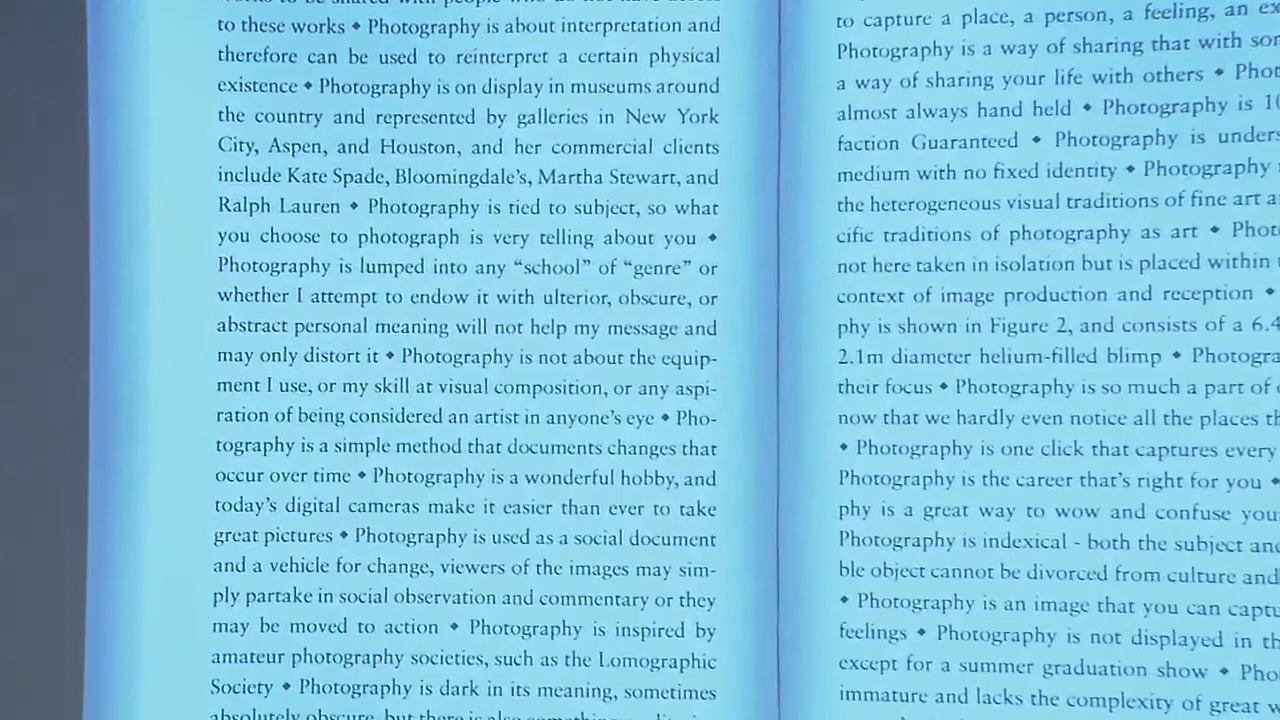 to these works ◆ Photography is about interpretation and
therefore can be used to reinterpret a certain physical
existence ◆ Photography is on display in museums around
the country and represented by galleries in New York
City, Aspen, and Houston, and her commercial clients
include Kate Spade, Bloomingdale's, Martha Stewart, and
Ralph Lauren ◆ Photography is tied to subject, so what
you choose to photograph is very telling about you ◆
Photography is lumped into any “school” of “genre” or
whether I attempt to endow it with ulterior, obscure, or
abstract personal meaning will not help my message and
may only distort it ◆ Photography is not about the equip-
ment I use, or my skill at visual composition, or any aspi-
ration of being considered an artist in anyone's eye ◆ Pho-
tography is a simple method that documents changes that
occur over time ◆ Photography is a wonderful hobby, and
today's digital cameras make it easier than ever to take
great pictures ◆ Photography is used as a social document
and a vehicle for change, viewers of the images may sim-
ply partake in social observation and commentary or they
may be moved to action ◆ Photography is inspired by
amateur photography societies, such as the Lomographic
Society ◆ Photography is dark in its meaning, sometimes
absolutely obscure, but there is also
to capture a place, a person, a feeling, an
Photography is a way of sharing that with
a way of sharing your life with others ◆
almost always hand held ◆ Photography is
faction Guaranteed ◆ Photography is
medium with no fixed identity ◆ Photography
the heterogeneous visual traditions of fine art
cific traditions of photography as art ◆
not here taken in isolation but is placed within
context of image production and reception ◆
phy is shown in Figure 2, and consists of a
2.1m diameter helium-filled blimp ◆
their focus ◆ Photography is so much a part of
now that we hardly even notice all the places
◆ Photography is one click that captures every
Photography is the career that's right for you ◆
phy is a great way to wow and confuse
Photography is indexical - both the subject
ble object cannot be divorced from culture and
◆ Photography is an image that you can
feelings ◆ Photography is not displayed in
except for a summer graduation show ◆
immature and lacks the complexity of great